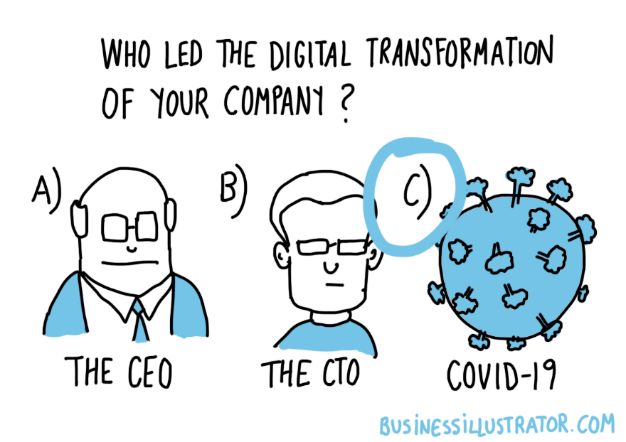 WHO LED THE DIGITAL TRANSFORMATION
OF YOUR COMPANY ?
A)
B)
C)
THE CEO
THE CTO
COVID-19
BUSINESSILLUSTRATOR.COM